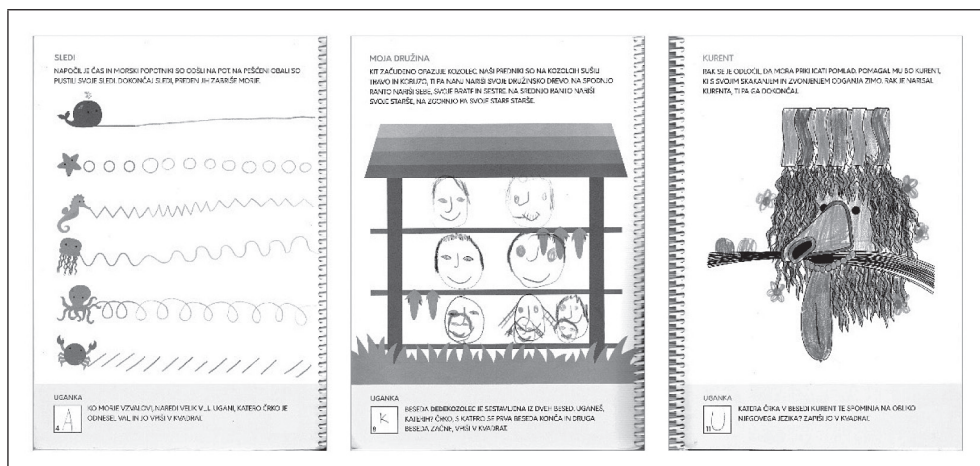 SLEDI
NAPOČIL JE ČAS IN MORSKI POPOTNIKI SO ODŠLI NA POT. NA PEŠČENI OBALI SO
PUSTILI SVOJE SLEDI. DOKONČAJ SLEDI, PREDEN JIH ZABRIŠE MORJE.
UGANKA
A
4
KO MORJE VZVALOVI, NAREDI VELIK VAL. UGANI, KATERO ČRKO JE
ODNESEL VAL IN JO VPIŠI V KVADRAT.
MOJA DRUŽINA
KIT ZAČUDENO OPAZUJE KOZOLEC. NAŠI PREDNIKI SO NA KOZOLCIH SUŠILI
TRAVO IN KORUZO, TI PA NANJ NARIŠI SVOJE DRUŽINSKO DREVO. NA SPODNJO
RANTO NARIŠI SEBE, SVOJE BRATE IN SESTRE, NA SREDNJO RANTO NARIŠI
SVOJE STARŠE, NA ZGORNJO PA SVOJE STARE STARŠE.
UGANKA
K
8
BESEDA DEDEKOZOLEC JE SESTAVLJENA IZ DVEH BESED. UGANEŠ,
KATERIH? ČRKO, S KATERO SE PRVA BESEDA KONČA IN DRUGA
BESEDA ZAČNE, VPIŠI V KVADRAT.
KURENT
RAK SE JE ODLOČIL, DA MORA PRIKLICATI POMLAD. POMAGAL MU BO KURENT,
KI S SVOJIM SKAKANJEM IN ZVONJENJEM ODGANJA ZIMO. RAK JE NARISAL
KURENTA, TI PA GA DOKONČAJ.
UGANKA
U
11
KATERA ČRKA V BESEDI KURENT TE SPOMINJA NA OBLIKO
NJEGOVEGA JEZIKA? ZAPIŠI JO V KVADRAT.